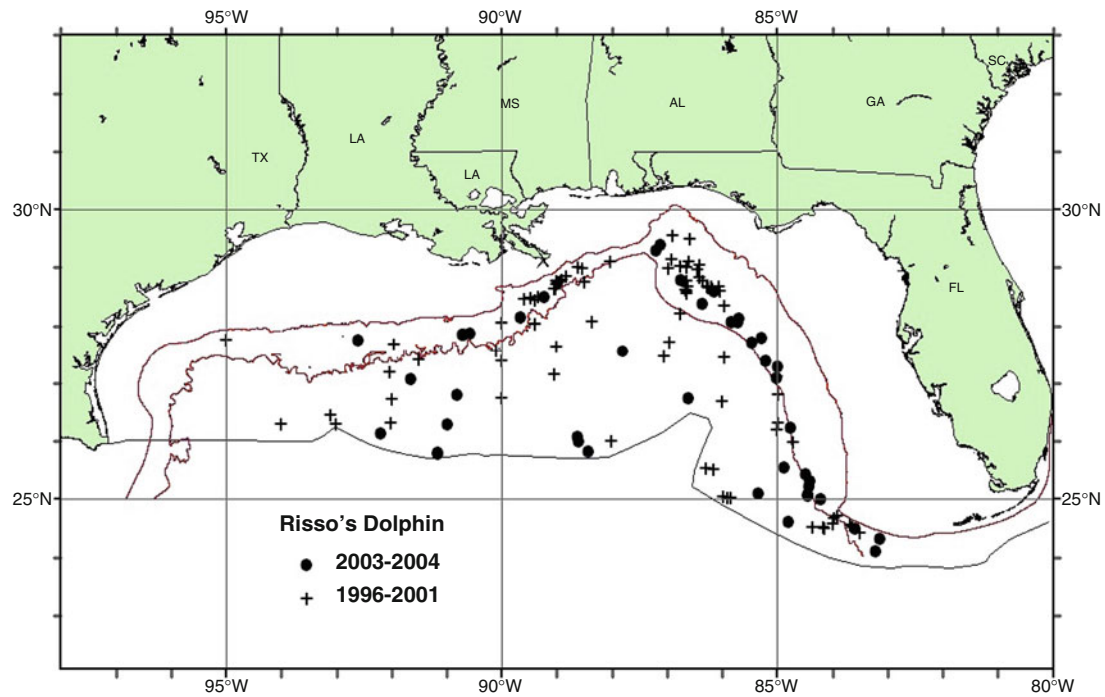 95°W 90°W 85°W
SC
MS AL GA
LA
TX
LA
30°N 30°N
FL
25°N 25°N
Risso's Dolphin
2003-2004
1996-2001
95°W 90°W 85°W 80°W